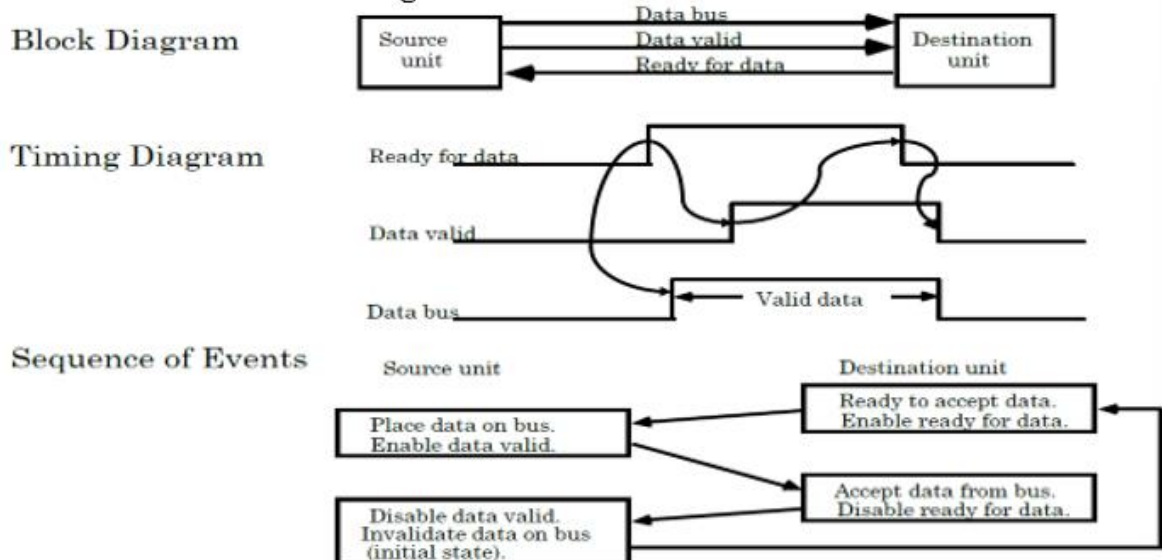 Block Diagram
Source
unit
Data bus
Data valid
Ready for data
Destination
unit
Timing Diagram
Ready for data
Data valid
Data bus
Valid data
Sequence of Events
Source unit
Destination unit
Ready to accept data.
Enable ready for data.
Place data on bus.
Enable data valid.
Accept data from bus.
Disable ready for data.
Disable data valid.
Invalidate data on bus
(initial state).